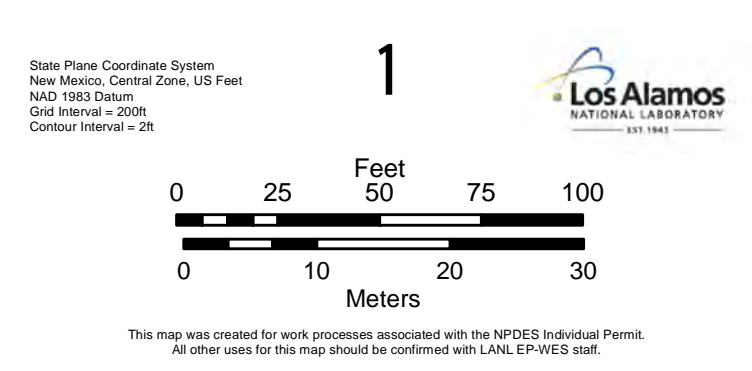 State Plane Coordinate System
New Mexico, Central Zone, US Feet
NAD 1983 Datum
Grid Interval = 200ft
Contour Interval = 2ft
1
Los Alamos
NATIONAL LABORATORY
EST. 1943
Feet
0 25 50 75 100
0 10 20 30
Meters
This map was created for work processes associated with the NPDES Individual Permit.
All other uses for this map should be confirmed with LANL EP-WES staff.